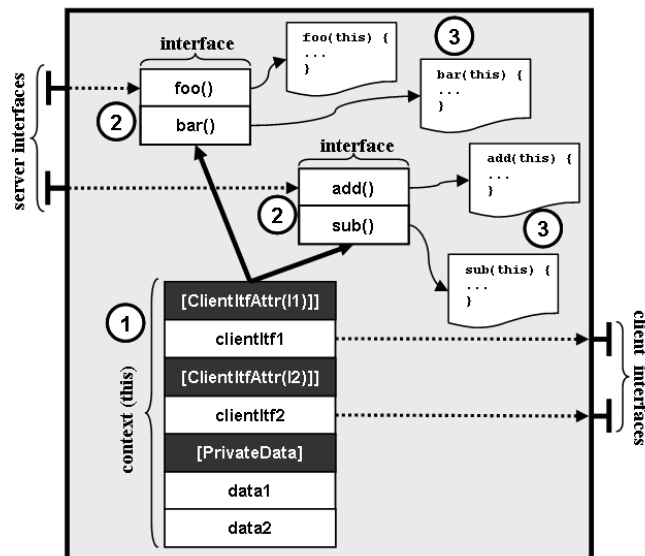 interface
foo(this) {
...
}
3
bar(this) {
...
}
foo()
bar()
2
server interfaces
interface
add(this) {
...
}
add()
sub()
2
3
sub(this) {
...
}
1
[ClientItfAttr(I1)]]
clientItf1
[ClientItfAttr(I2)]]
clientItf2
[PrivateData]
data1
data2
context (this)
client interfaces